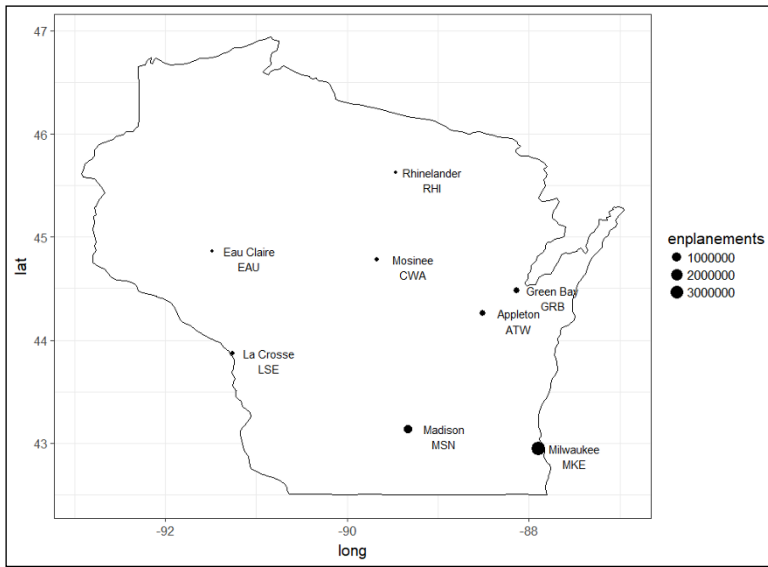 47
46
45
44
43
lat
-92
-90
-88
long
Rhinelander
RHI
Eau Claire
EAU
Mosinee
CWA
Green Bay
GRB
Appleton
ATW
La Crosse
LSE
Madison
MSN
Milwaukee
MKE
enplanements
1000000
2000000
3000000